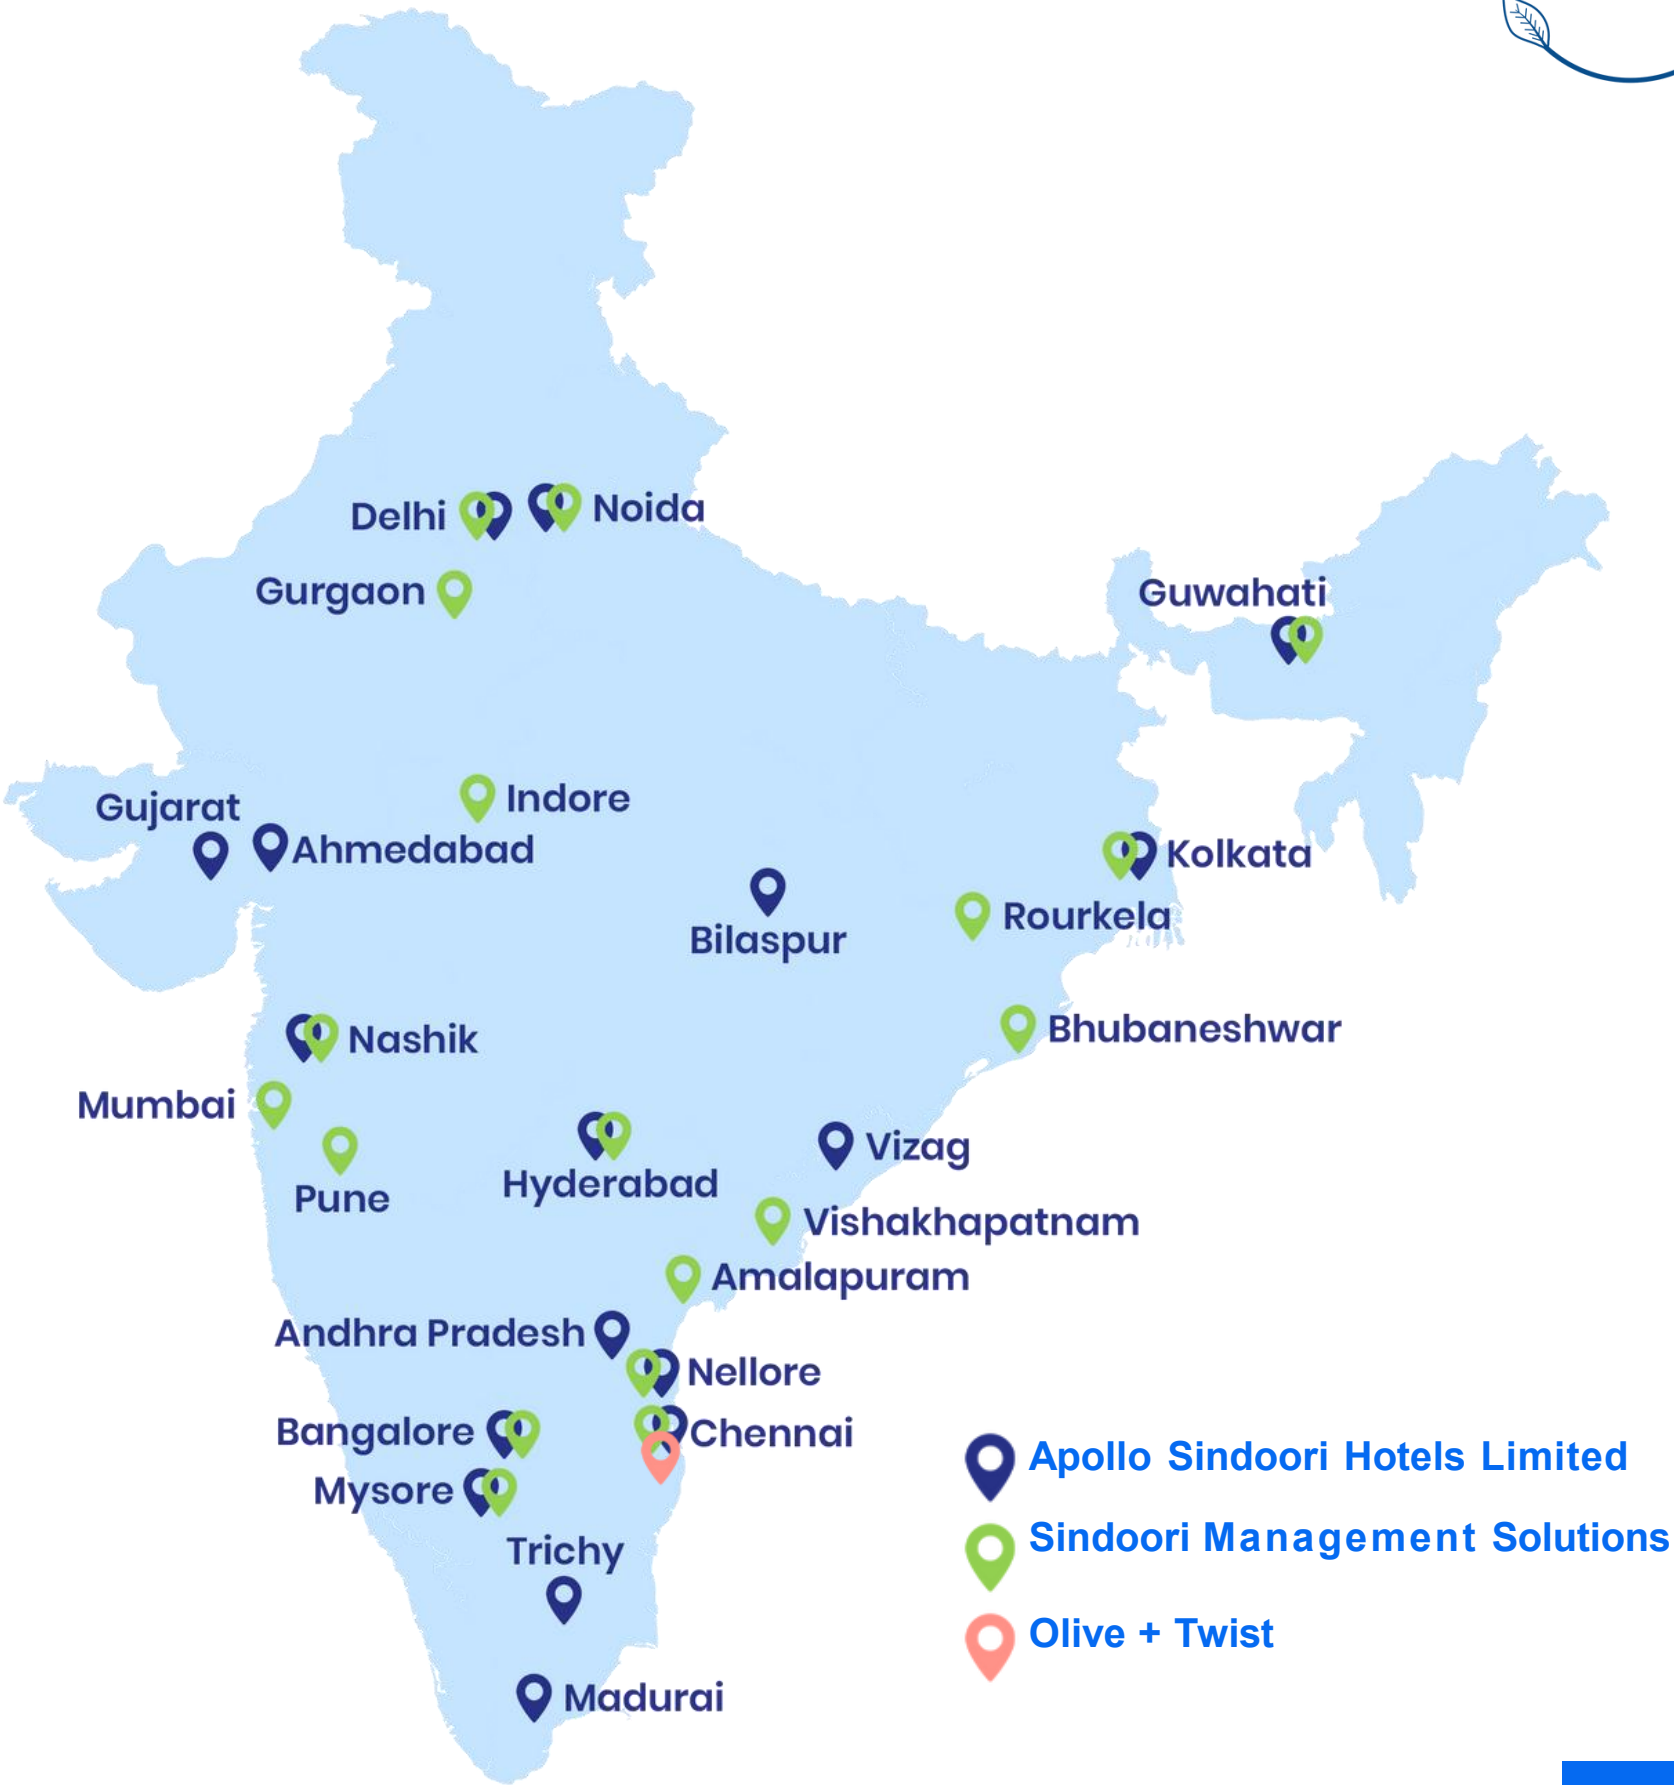 Delhi
Noida
Gurgaon
Guwahati
Indore
Gujarat
Ahmedabad
Kolkata
Bilaspur
Rourkela
Nashik
Bhubaneshwar
Mumbai
Pune
Hyderabad
Vizag
Vishakhapatnam
Amalapuram
Andhra Pradesh
Nellore
Bangalore
Chennai
Mysore
Trichy
Madurai
Apollo Sindoori Hotels Limited
Sindoori Management Solutions
Olive + Twist